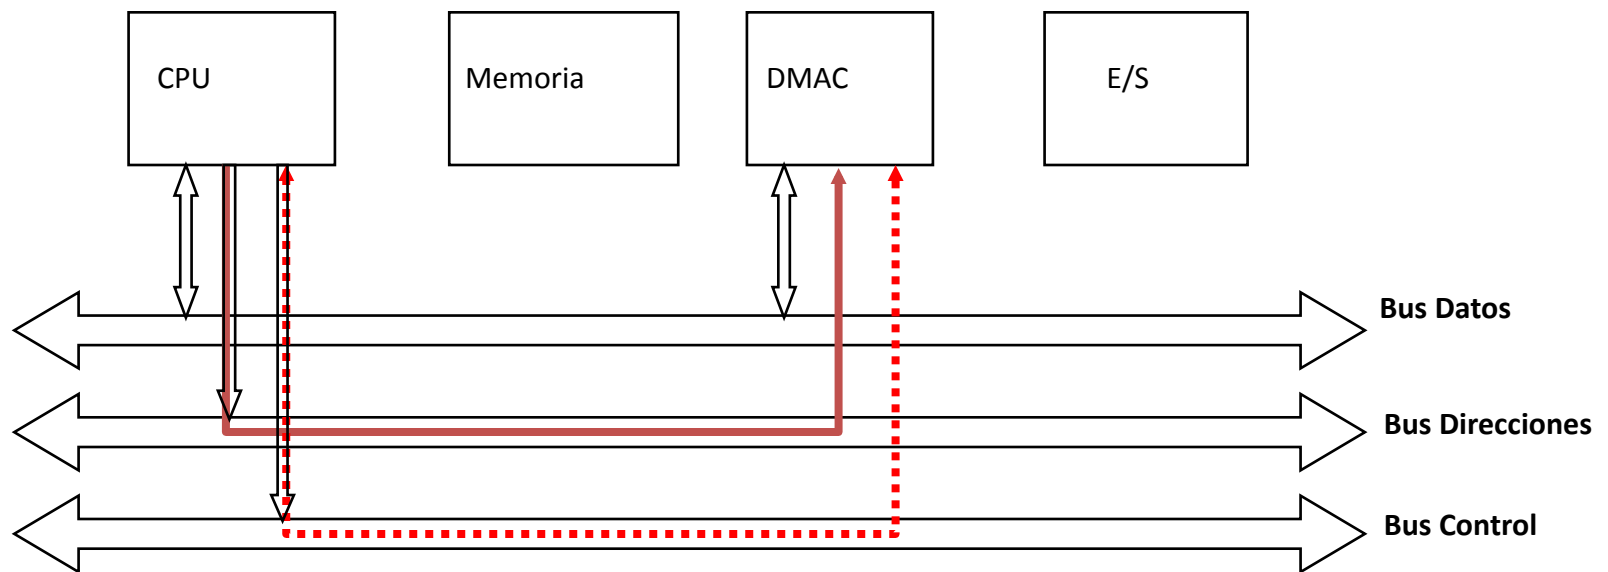 CPU
Memoria
DMAC
E/S
Bus Datos
Bus Direcciones
Bus Control